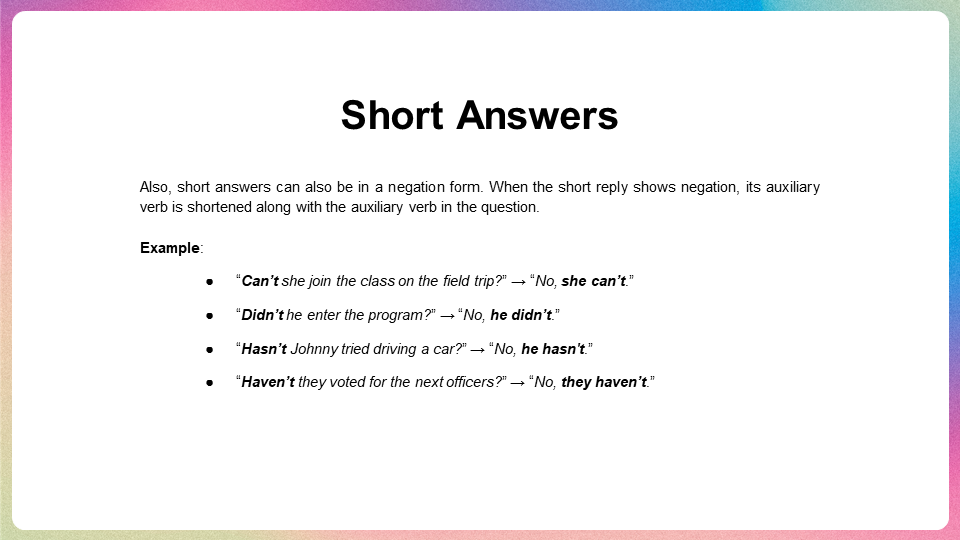 Short Answers
Also, short answers can also be in a negation form. When the short reply shows negation, its auxiliary
verb is shortened along with the auxiliary verb in the question.
Example:
● “Can’t she join the class on the field trip?” → “No, she can’t.”
● “Didn’t he enter the program?” → “No, he didn’t.”
● “Hasn’t Johnny tried driving a car?” → “No, he hasn't.”
● “Haven’t they voted for the next officers?” → “No, they haven’t.”